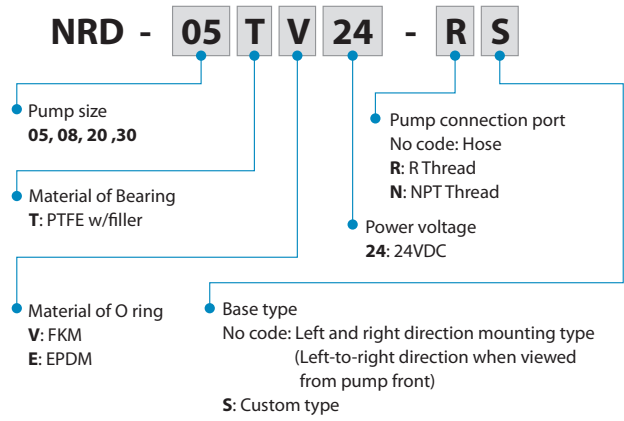 NRD - 05 T V 24 - R S
Pump size
05, 08, 20 ,30
Material of Bearing
T: PTFE w/filler
Material of O ring
V: FKM
E: EPDM
Pump connection port
No code: Hose
R: R Thread
N: NPT Thread
Power voltage
24: 24VDC
Base type
No code: Left and right direction mounting type
(Left-to-right direction when viewed
from pump front)
S: Custom type